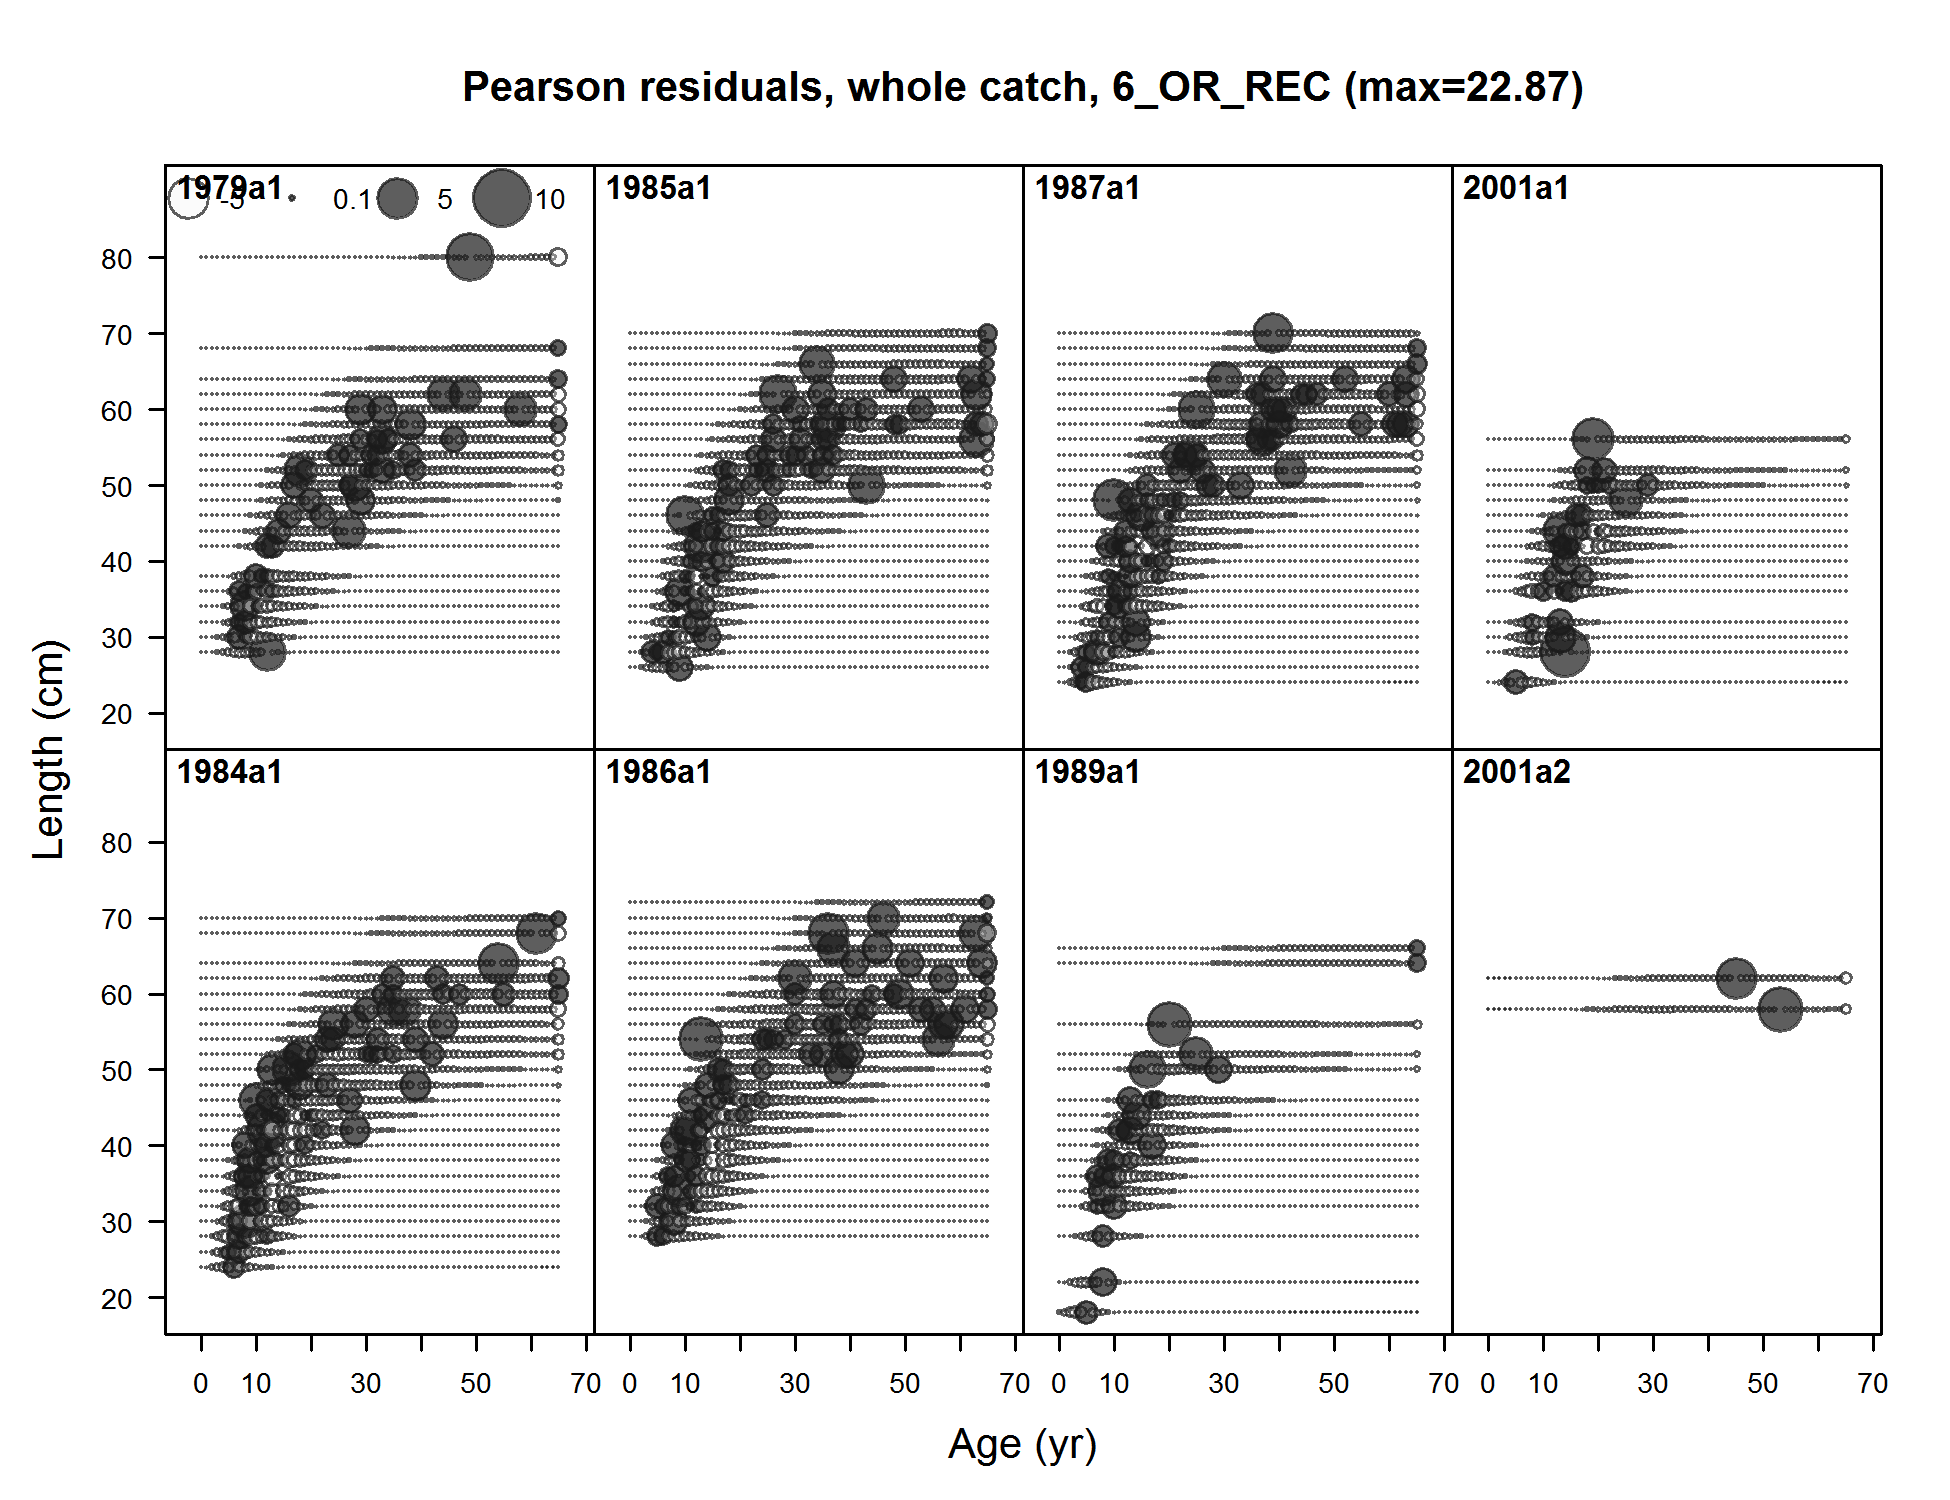 Pearson residuals, whole catch, 6_OR_REC (max=22.87)
1979a1 1985a1 1987a1 2001a1
-5 0.1 5 10
80
70
60
50
40
30
20
Length (cm)
1984a1 1986a1 1989a1 2001a2
80
70
60
50
40
30
20
0 10 30 50 70 0 10 30 50 70 0 10 30 50 70 0 10 30 50 70
Age (yr)